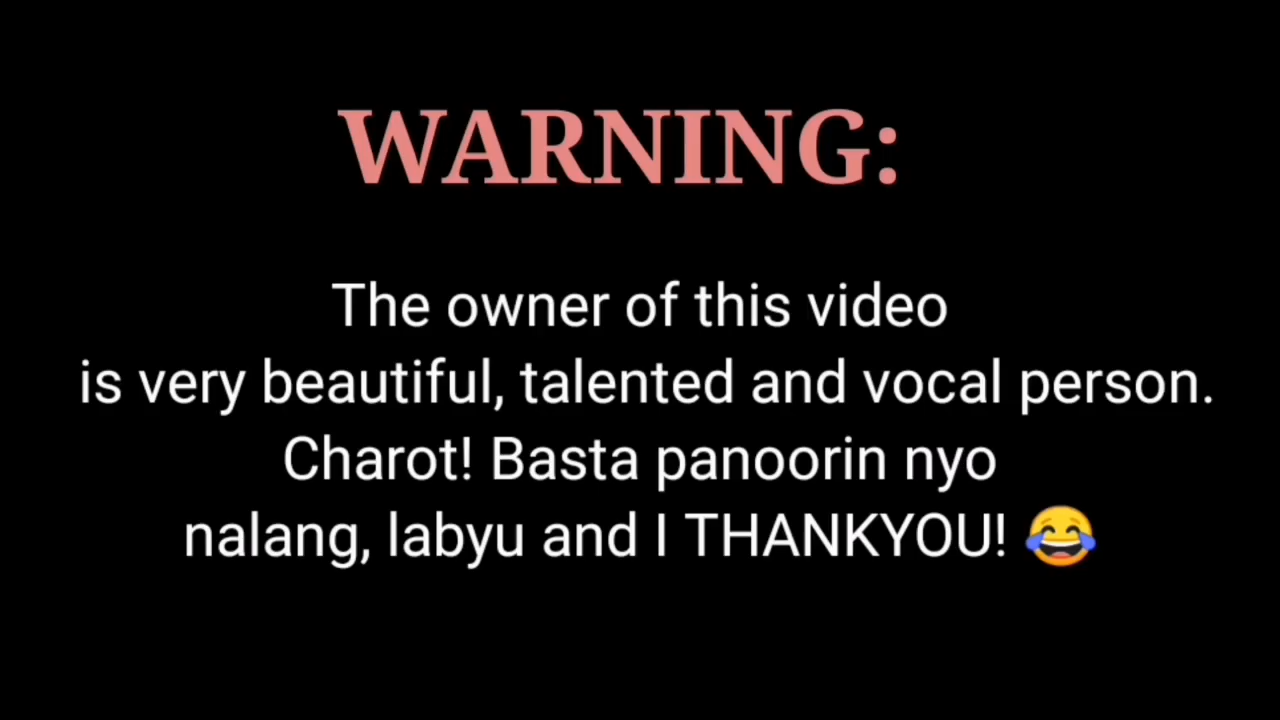 WARNING:
The owner of this video
is very beautiful, talented and vocal person.
Charot! Basta panoorin nyo
nalang, labyu and I THANKYOU! 😂